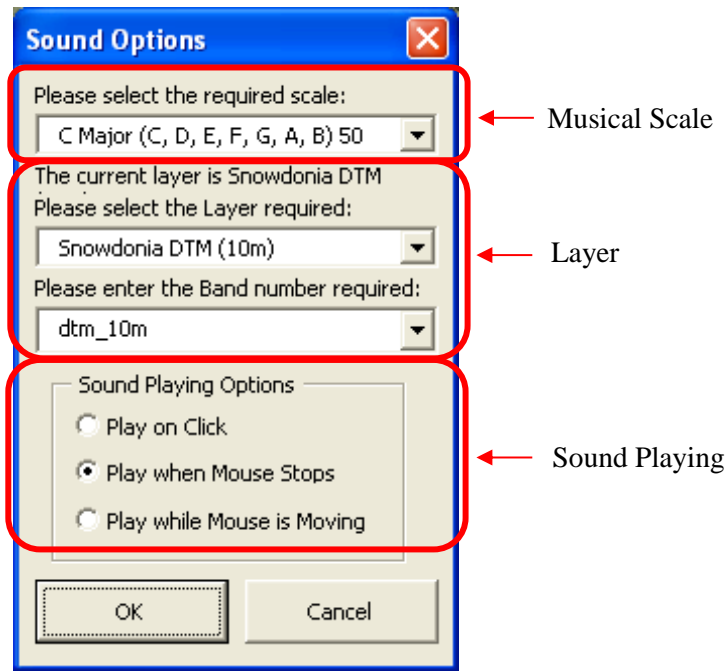 Sound Options
Please select the required scale:
C Major (C, D, E, F, G, A, B) 50
Musical Scale
The current layer is Snowdonia DTM
Please select the Layer required:
Snowdonia DTM (10m)
Layer
Please enter the Band number required:
dtm_10m
Sound Playing Options
Play on Click
Play when Mouse Stops
Sound Playing
Play while Mouse is Moving
OK
Cancel